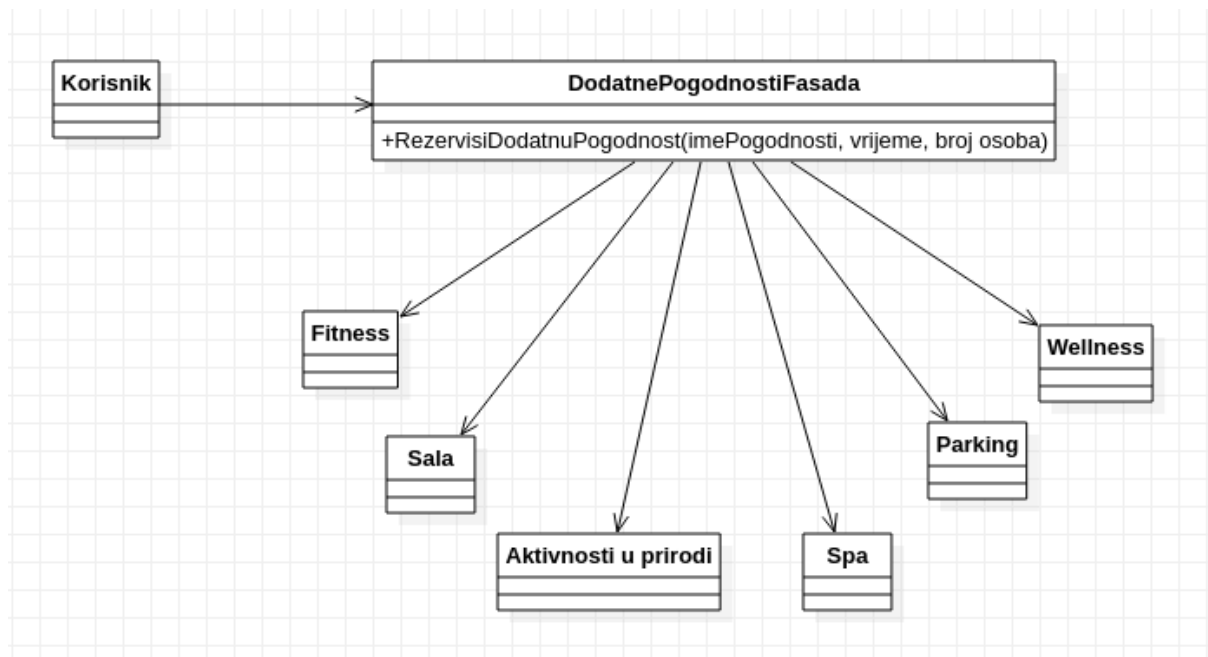 Korisnik
DodatnePogodnostiFasada
+RezervisiDodatnuPogodnost(imePogodnosti, vrijeme, broj osoba)
Fitness
Wellness
Sala
Parking
Aktivnosti u prirodi
Spa